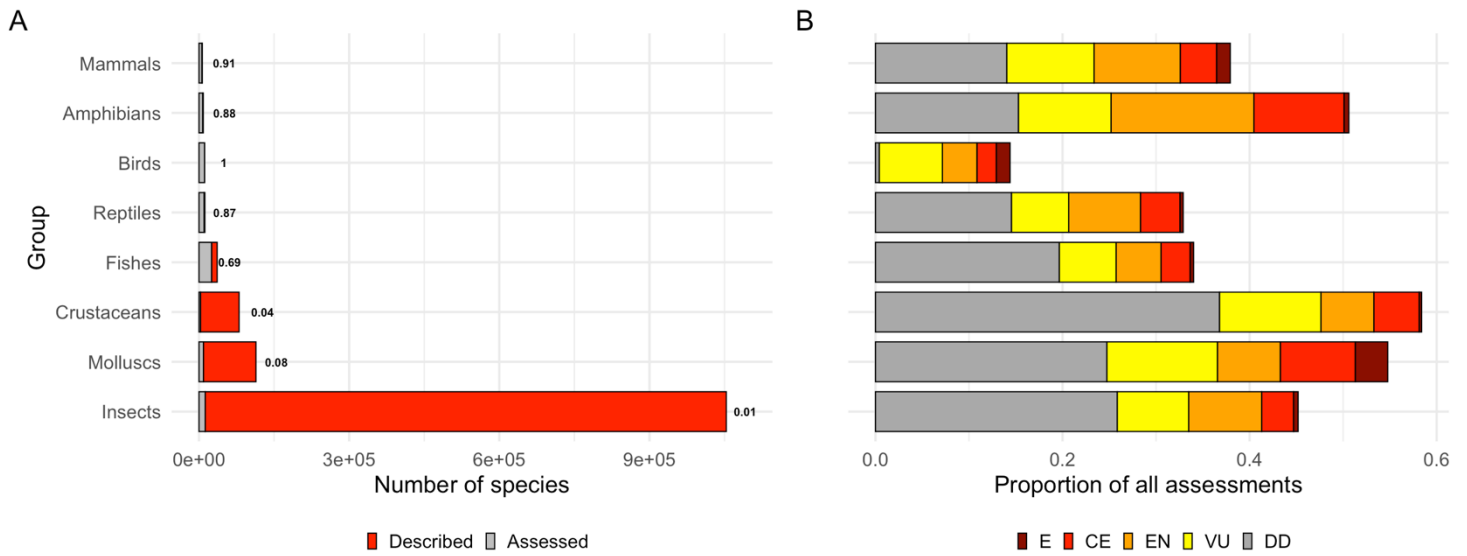 A
B
Group
Mammals
0.91
Amphibians
0.88
Birds
1
Reptiles
0.87
Fishes
0.69
Crustaceans
0.04
Molluscs
0.08
Insects
0.01
0e+00 3e+05 6e+05 9e+05
Number of species
Described Assessed
0.0 0.2 0.4 0.6
Proportion of all assessments
E CE EN VU DD